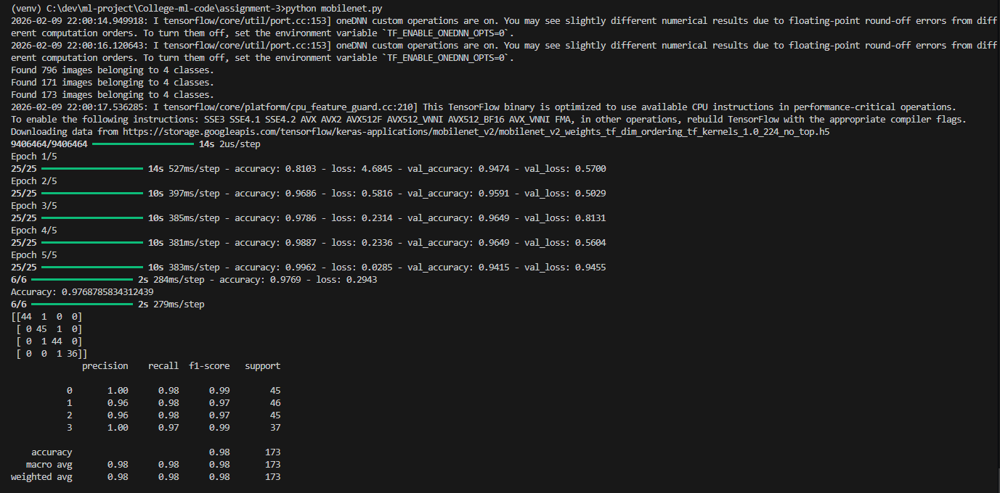 (venv) C:\dev\ml-project\College-ml-code\assignment-3>python mobilenet.py
2026-02-09 22:00:14.949918: I tensorflow/core/util/port.cc:153] oneDNN custom operations are on. You may see slightly different numerical results due to floating-point round-off errors from diff
erent computation orders. To turn them off, set the environment variable `TF_ENABLE_ONEDNN_OPTS=0`.
2026-02-09 22:00:16.120643: I tensorflow/core/util/port.cc:153] oneDNN custom operations are on. You may see slightly different numerical results due to floating-point round-off errors from diff
erent computation orders. To turn them off, set the environment variable `TF_ENABLE_ONEDNN_OPTS=0`.
Found 796 images belonging to 4 classes.
Found 171 images belonging to 4 classes.
Found 173 images belonging to 4 classes.
2026-02-09 22:00:17.536285: I tensorflow/core/platform/cpu_feature_guard.cc:210] This TensorFlow binary is optimized to use available CPU instructions in performance-critical operations.
To enable the following instructions: SSE3 SSE4.1 SSE4.2 AVX AVX2 AVX512F AVX512_VNNI AVX512_BF16 AVX_VNNI FMA, in other operations, rebuild TensorFlow with the appropriate compiler flags.
Downloading data from https://storage.googleapis.com/tensorflow/keras-applications/mobilenet_v2/mobilenet_v2_weights_tf_dim_ordering_tf_kernels_1.0_224_no_top.h5
9406464/9406464 14s 2us/step
Epoch 1/5
25/25 14s 527ms/step - accuracy: 0.8103 - loss: 4.6845 - val_accuracy: 0.9474 - val_loss: 0.5700
Epoch 2/5
25/25 10s 397ms/step - accuracy: 0.9686 - loss: 0.5816 - val_accuracy: 0.9591 - val_loss: 0.5029
Epoch 3/5
25/25 10s 385ms/step - accuracy: 0.9786 - loss: 0.2314 - val_accuracy: 0.9649 - val_loss: 0.8131
Epoch 4/5
25/25 10s 381ms/step - accuracy: 0.9887 - loss: 0.2336 - val_accuracy: 0.9649 - val_loss: 0.5604
Epoch 5/5
25/25 10s 383ms/step - accuracy: 0.9962 - loss: 0.0285 - val_accuracy: 0.9415 - val_loss: 0.9455
6/6 2s 284ms/step - accuracy: 0.9769 - loss: 0.2943
Accuracy: 0.9768785834312439
6/6 2s 279ms/step
[[44  1  0  0]
 [ 0 45  1  0]
 [ 0  1 44  0]
 [ 0  0  1 36]]
              precision    recall  f1-score   support

           0       1.00      0.98      0.99        45
           1       0.96      0.98      0.97        46
           2       0.96      0.98      0.97        45
           3       1.00      0.97      0.99        37

    accuracy                           0.98       173
   macro avg       0.98      0.98      0.98       173
weighted avg       0.98      0.98      0.98       173